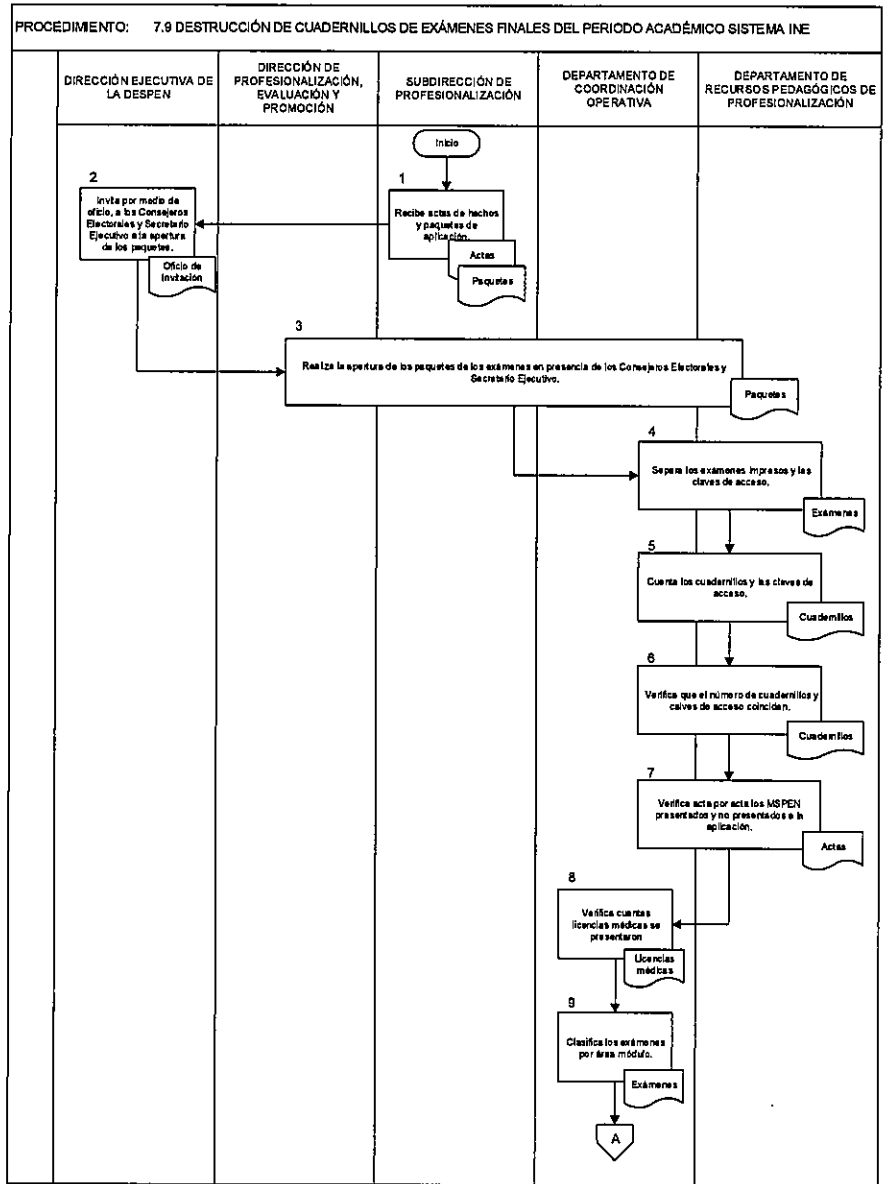 PROCEDIMIENTO: 7.9 DESTRUCCIÓN DE CUADERNILLOS DE EXÁMENES FINALES DEL PERIODO ACADÉMICO SISTEMA INE
DIRECCIÓN EJECUTIVA DE
LA DESPEN
DIRECCIÓN DE
PROFESIONALIZACIÓN,
EVALUACIÓN Y
PROMOCIÓN
SUBDIRECCIÓN DE
PROFESIONALIZACIÓN
DEPARTAMENTO DE
COORDINACIÓN
OPERATIVA
DEPARTAMENTO DE
RECURSOS PEDAGÓGICOS DE
PROFESIONALIZACIÓN
Inicio
1
Recibe actas de hechos
y paquetes de
aplicación.
Actas
Paquetes
2
Invita por medio de
oficio, a los Consejeros
Electorales y Secretario
Ejecutivo a la apertura
de los paquetes.
Oficio de
Invitación
3
Realiza la apertura de los paquetes de los exámenes en presencia de los Consejeros Electorales y
Secretario Ejecutivo.
Paquetes
4
Separa los exámenes impresos y las
claves de acceso.
Exámenes
5
Cuenta los cuadernillos y las claves de
acceso.
Cuadernillos
6
Verifica que el número de cuadernillos y
calves de acceso coincidan.
Cuadernillos
7
Verifica acta por acta los MSPEN
presentados y no presentados a la
aplicación.
Actas
8
Verifica cuantas
licencias médicas se
presentaron
Licencias
médicas
9
Clasifica los exámenes
por área módulo.
Exámenes
A